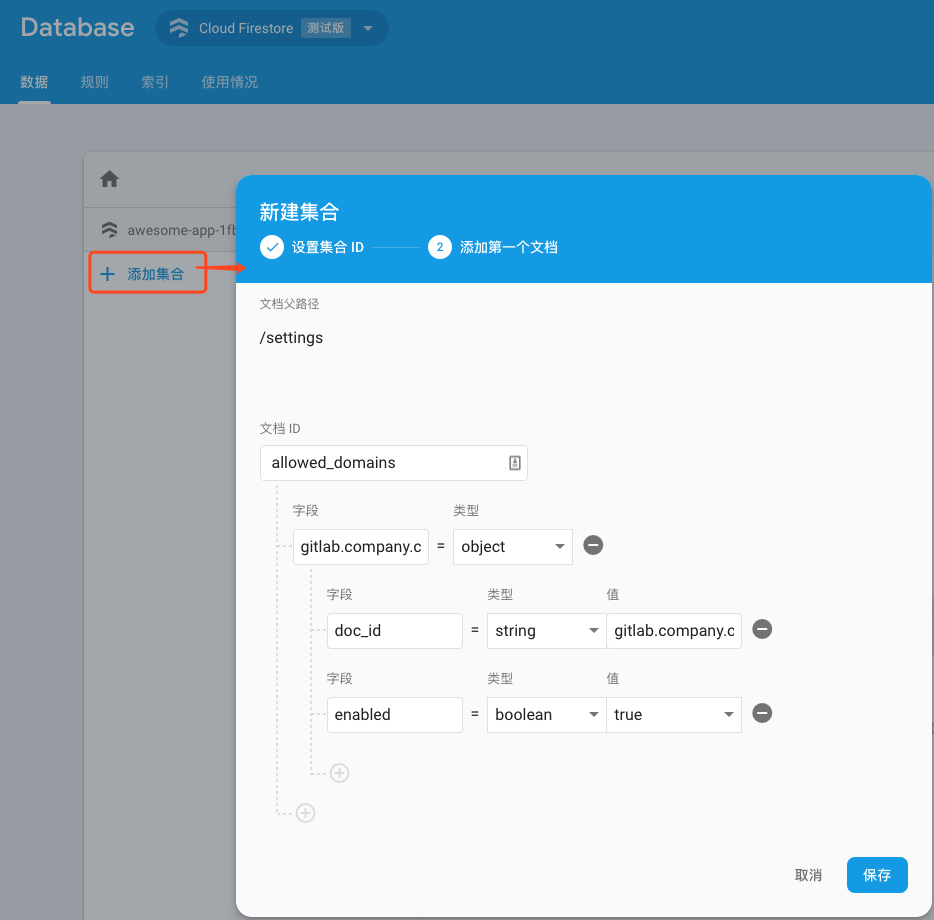 Database
Cloud Firestore 测试版
数据 规则 索引 使用情况
awesome-app-1fb
添加集合
新建集合
设置集合 ID
2 添加第一个文档
文档父路径
/settings
文档 ID
allowed_domains
字段 类型
gitlab.company.c = object
字段 类型 值
doc_id = string gitlab.company.c
字段 类型 值
enabled = boolean true
取消 保存